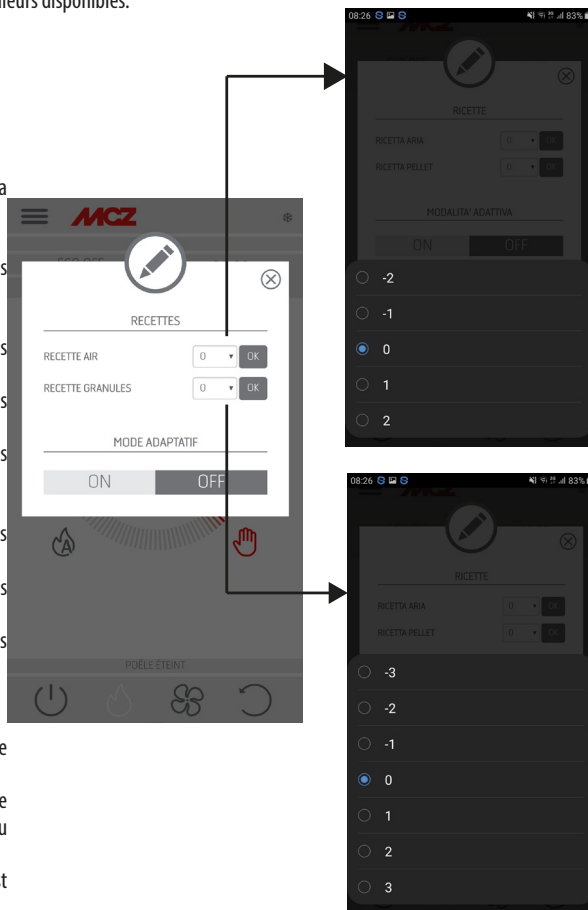 leurs disponibles.
a
s
s
s
s
s
s
s
e
e
u
st
MCZ
RECETTES
RECETTE AIR 0 OK
RECETTE GRANULES 0 OK
MODE ADAPTATIF
ON OFF
A
POÊLE ÉTEINT
08:26 83%
RICETTE
RICETTA ARIA 0 OK
RICETTA PELLET 0 OK
MODALITA' ADATTIVA
ON OFF
-2
-1
0
1
2
08:26 83%
RICETTE
RICETTA ARIA 0 OK
RICETTA PELLET 0 OK
-3
-2
-1
0
1
2
3